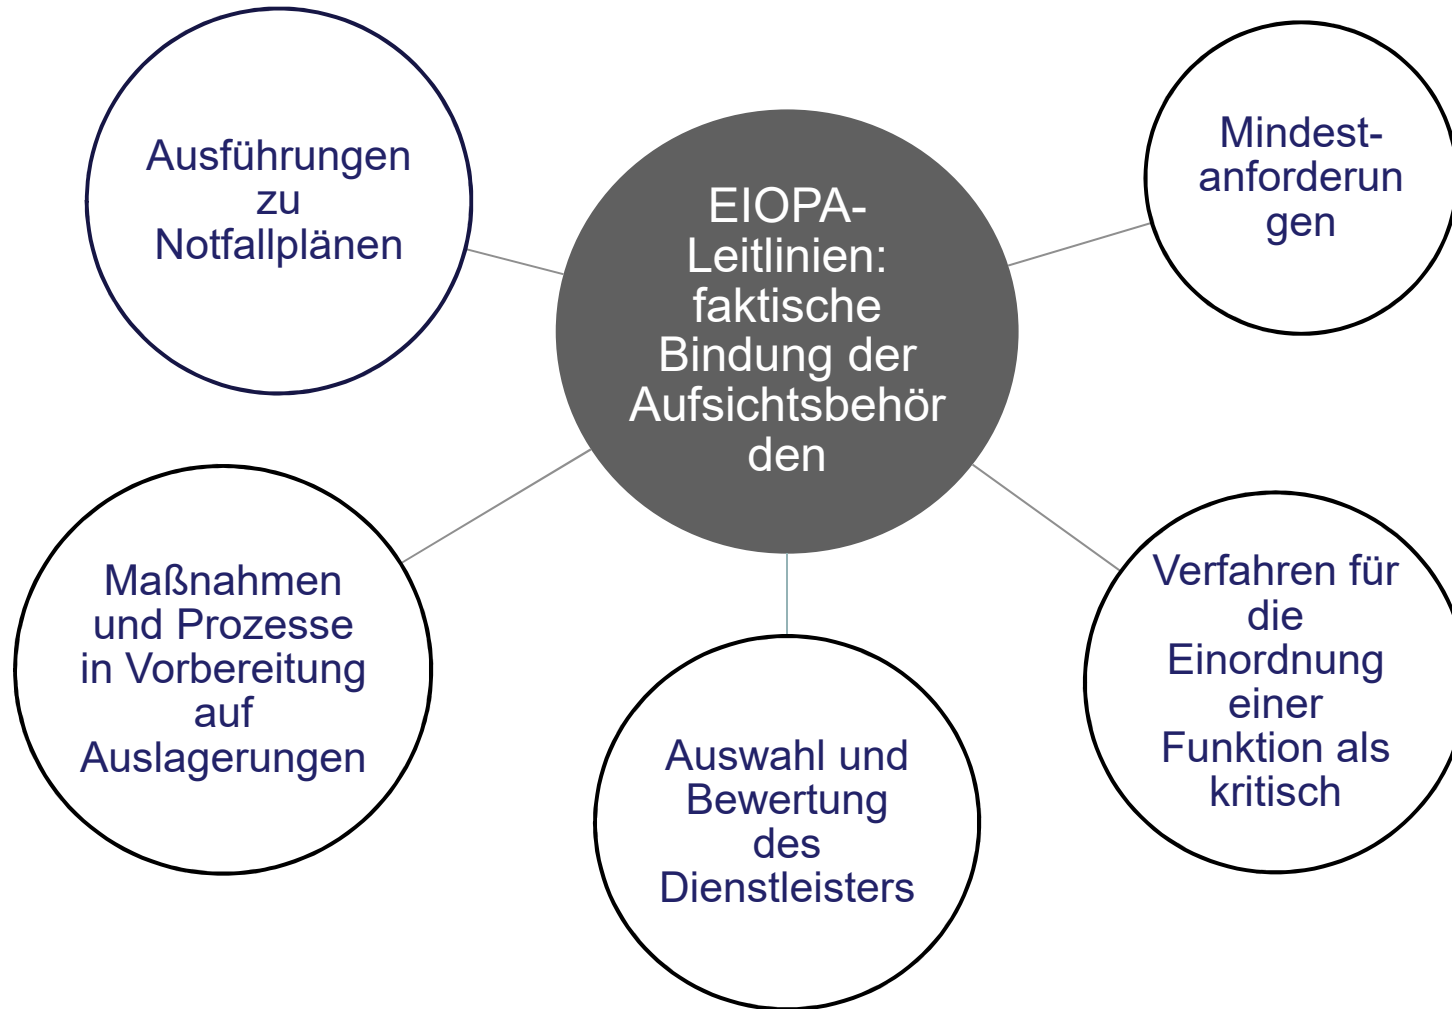 Ausführungen
zu
Notfallplänen
EIOPA-
Leitlinien:
faktische
Bindung der
Aufsichtsbehör
den
Mindest-
anforderun
gen
Maßnahmen
und Prozesse
in Vorbereitung
auf
Auslagerungen
Auswahl und
Bewertung
des
Dienstleisters
Verfahren für
die
Einordnung
einer
Funktion als
kritisch